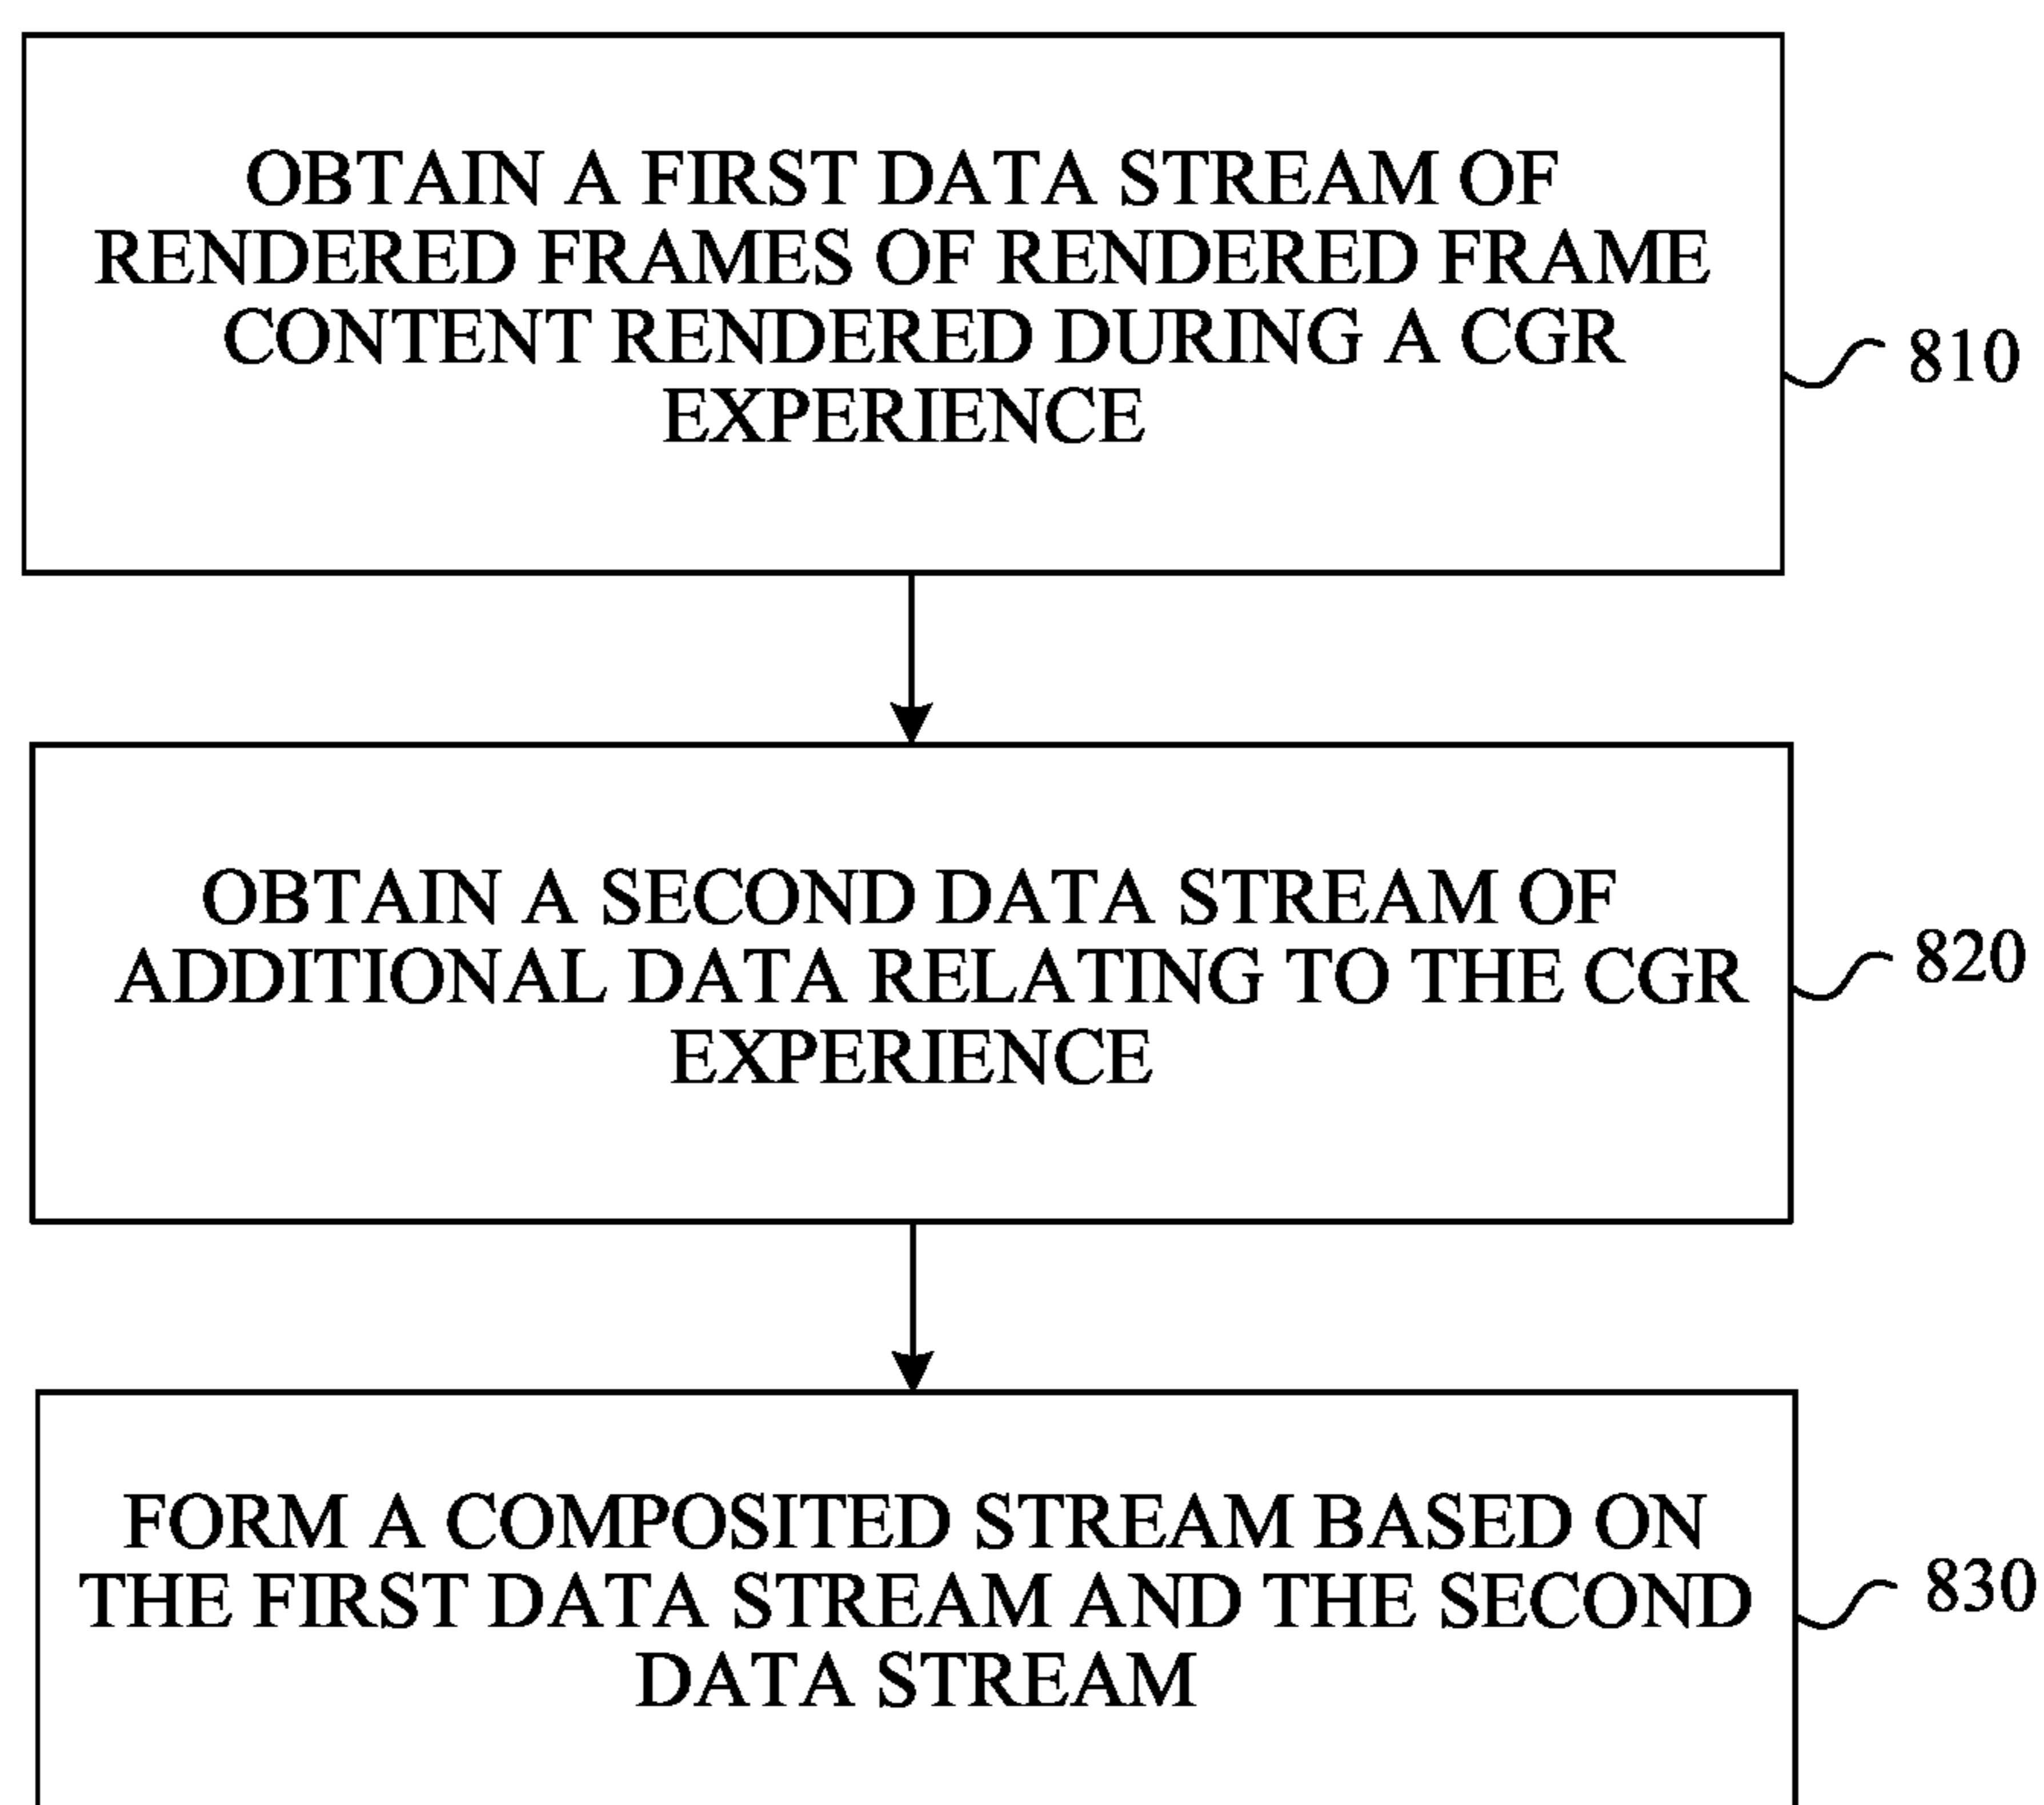 OBTAIN A FIRST DATA STREAM OF
RENDERED FRAMES OF RENDERED FRAME
CONTENT RENDERED DURING A CGR
EXPERIENCE
810
OBTAIN A SECOND DATA STREAM OF
ADDITIONAL DATA RELATING TO THE CGR
EXPERIENCE
820
FORM A COMPOSITED STREAM BASED ON
THE FIRST DATA STREAM AND THE SECOND
DATA STREAM
830